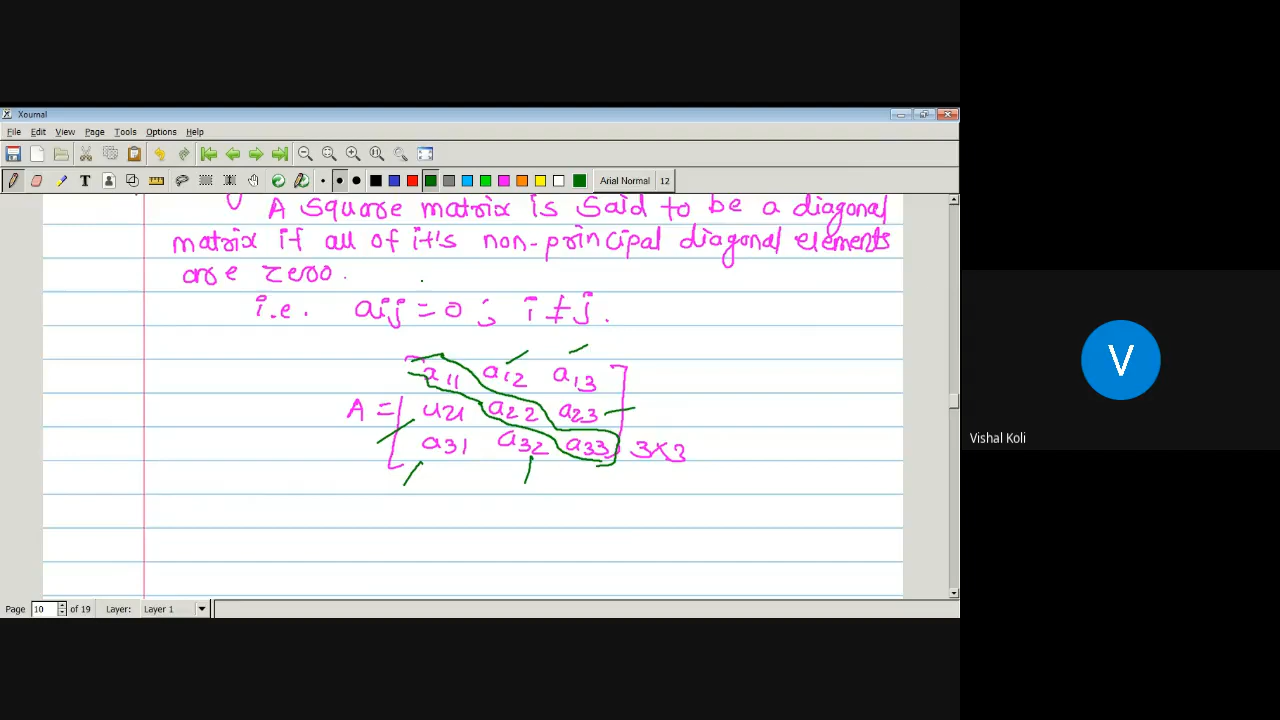 Xournal
File Edit View Page Tools Options Help
Arial Normal 12
A Square matrix is Said to be a diagonal
matrix if all of it's non-principal diagonal elements
are zero.
i.e. aij = 0 ; i ≠ j.
a11 a12 a13
A = a21 a22 a23
a31 a32 a33 3×3
V
Vishal Koli
Page 10 of 19 Layer: Layer 1